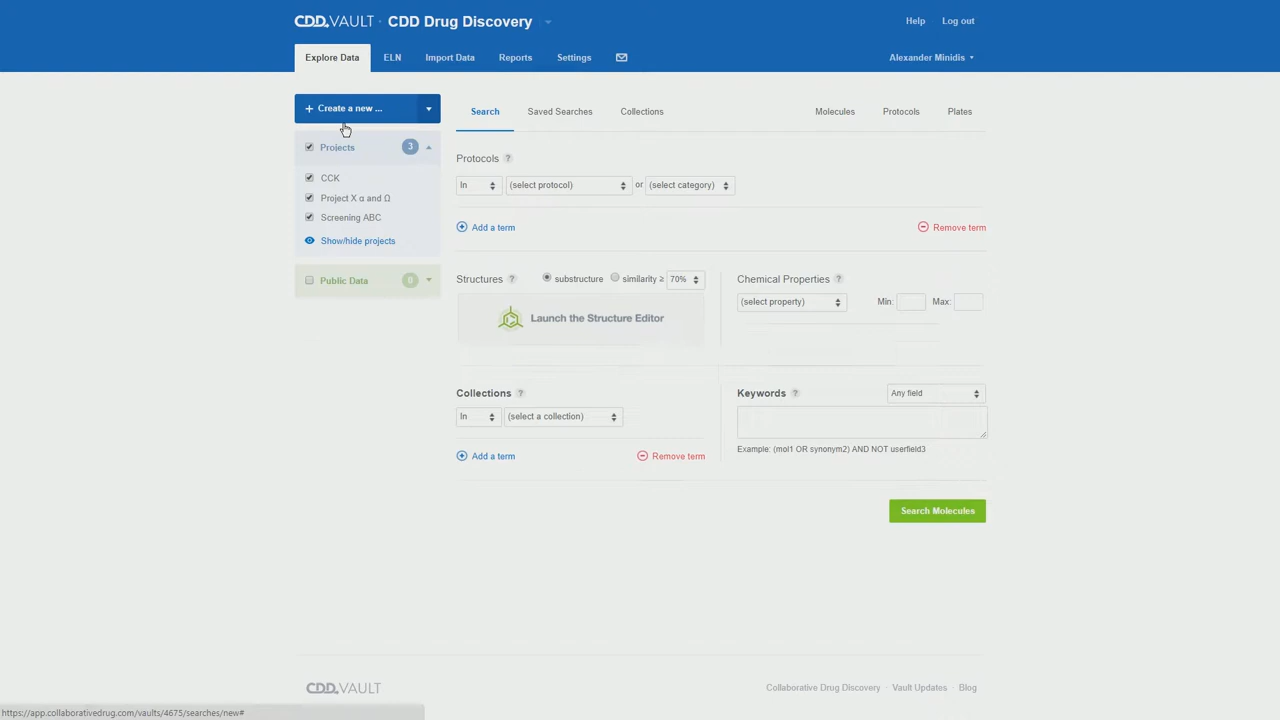 CDD.VAULT · CDD Drug Discovery
Help Log out
Explore Data ELN Import Data Reports Settings Alexander Minidis
+ Create a new ...
Search Saved Searches Collections Molecules Protocols Plates
Projects 3
CCK
Project X α and Ω
Screening ABC
Show/hide projects
Public Data 0
Protocols ?
In (select protocol) or (select category)
Add a term Remove term
Structures ? substructure similarity ≥ 70%
Launch the Structure Editor
Chemical Properties ?
(select property) Min: Max:
Collections ?
In (select a collection)
Add a term Remove term
Keywords ? Any field
Example: (mol1 OR synonym2) AND NOT userfield3
Search Molecules
CDD.VAULT
Collaborative Drug Discovery · Vault Updates · Blog
https://app.collaborativedrug.com/vaults/4675/searches/new#